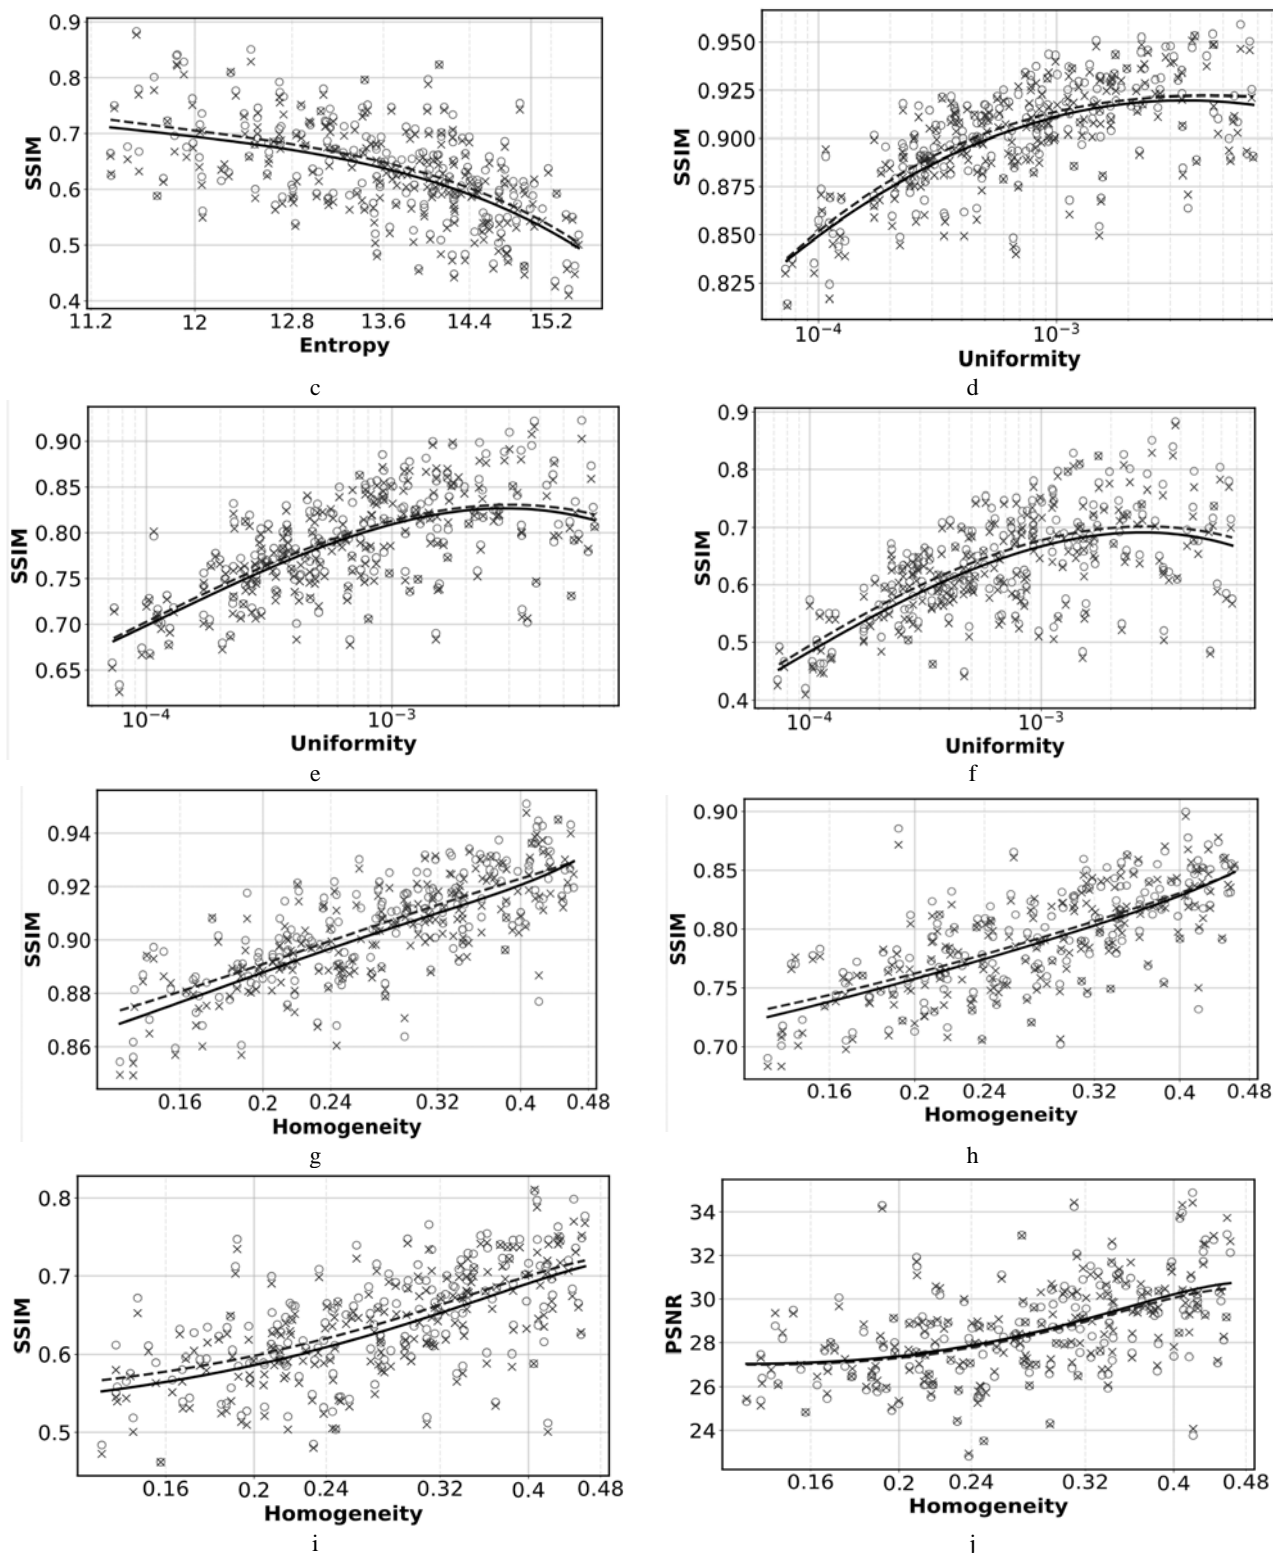 0.9
0.8
0.7
0.6
0.5
0.4
SSIM
11.2 12 12.8 13.6 14.4 15.2
Entropy
c
0.950
0.925
0.900
0.875
0.850
0.825
SSIM
10⁻⁴ 10⁻³
Uniformity
d
0.90
0.85
0.80
0.75
0.70
0.65
SSIM
10⁻⁴ 10⁻³
Uniformity
e
0.9
0.8
0.7
0.6
0.5
0.4
SSIM
10⁻⁴ 10⁻³
Uniformity
f
0.94
0.92
0.90
0.88
0.86
SSIM
0.16 0.2 0.24 0.32 0.4 0.48
Homogeneity
g
0.90
0.85
0.80
0.75
0.70
SSIM
0.16 0.2 0.24 0.32 0.4 0.48
Homogeneity
h
0.8
0.7
0.6
0.5
SSIM
0.16 0.2 0.24 0.32 0.4 0.48
Homogeneity
i
34
32
30
28
26
24
PSNR
0.16 0.2 0.24 0.32 0.4 0.48
Homogeneity
j